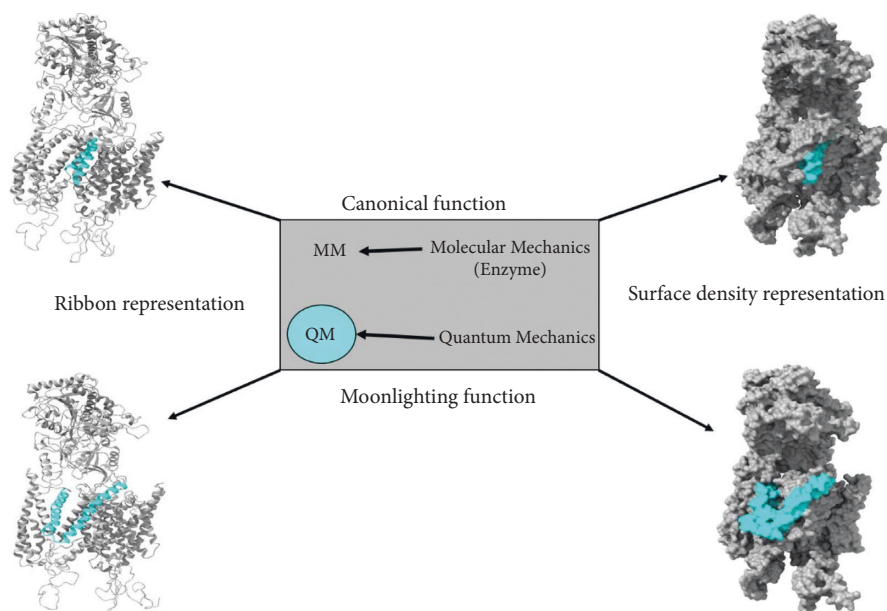 Canonical function
MM
Molecular Mechanics
(Enzyme)
Ribbon representation
Surface density representation
QM
Quantum Mechanics
Moonlighting function